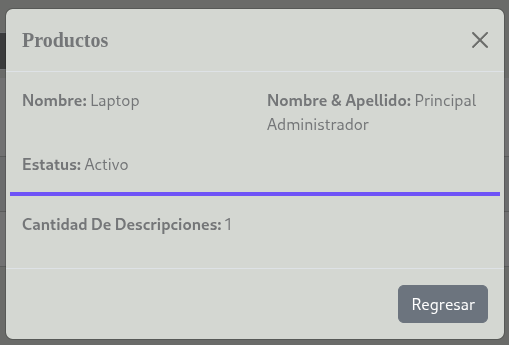 Productos
Nombre: Laptop
Nombre & Apellido: Principal
Administrador
Estatus: Activo
Cantidad De Descripciones: 1
Regresar